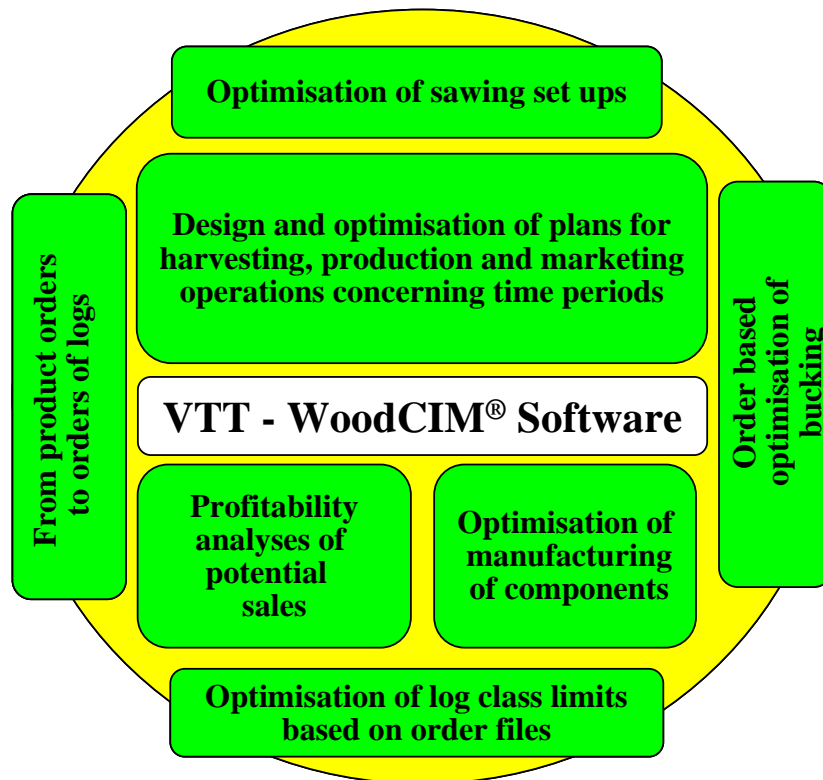 Optimisation of sawing set ups
Design and optimisation of plans for
harvesting, production and marketing
operations concerning time periods
From product orders
to orders of logs
VTT - WoodCIM® Software
Order based
optimisation of
bucking
Profitability
analyses of
potential
sales
Optimisation of
manufacturing
of components
Optimisation of log class limits
based on order files